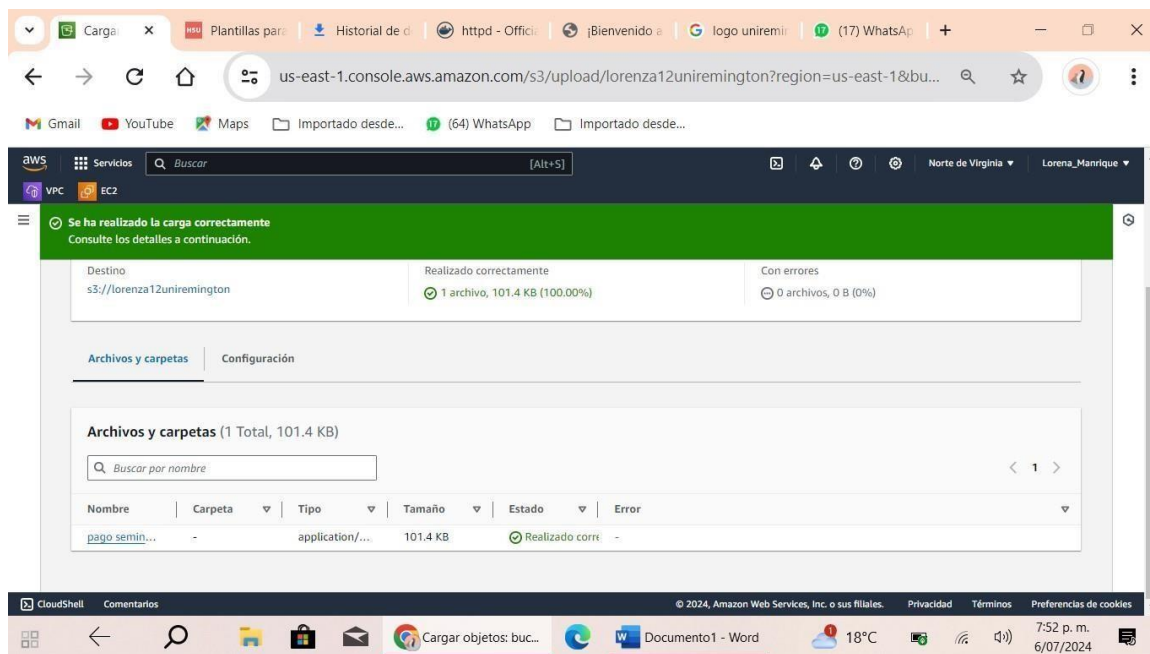 Carga
HSU Plantillas para
Historial de d
httpd - Officia
¡Bienvenido a
logo uniremin
(17) WhatsAp
us-east-1.console.aws.amazon.com/s3/upload/lorenza12uniremington?region=us-east-1&bu...
Gmail YouTube Maps Importado desde... (64) WhatsApp Importado desde...
aws Servicios Buscar [Alt+S] Norte de Virginia Lorena_Manrique
VPC EC2
Se ha realizado la carga correctamente
Consulte los detalles a continuación.
Destino Realizado correctamente Con errores
s3://lorenza12uniremington 1 archivo, 101.4 KB (100.00%) 0 archivos, 0 B (0%)
Archivos y carpetas Configuración
Archivos y carpetas (1 Total, 101.4 KB)
Buscar por nombre 1
Nombre Carpeta Tipo Tamaño Estado Error
pago semin... - application/... 101.4 KB Realizado corre -
CloudShell Comentarios © 2024, Amazon Web Services, Inc. o sus filiales. Privacidad Términos Preferencias de cookies
Cargar objetos: buc... Documento1 - Word 18°C 7:52 p. m.
6/07/2024